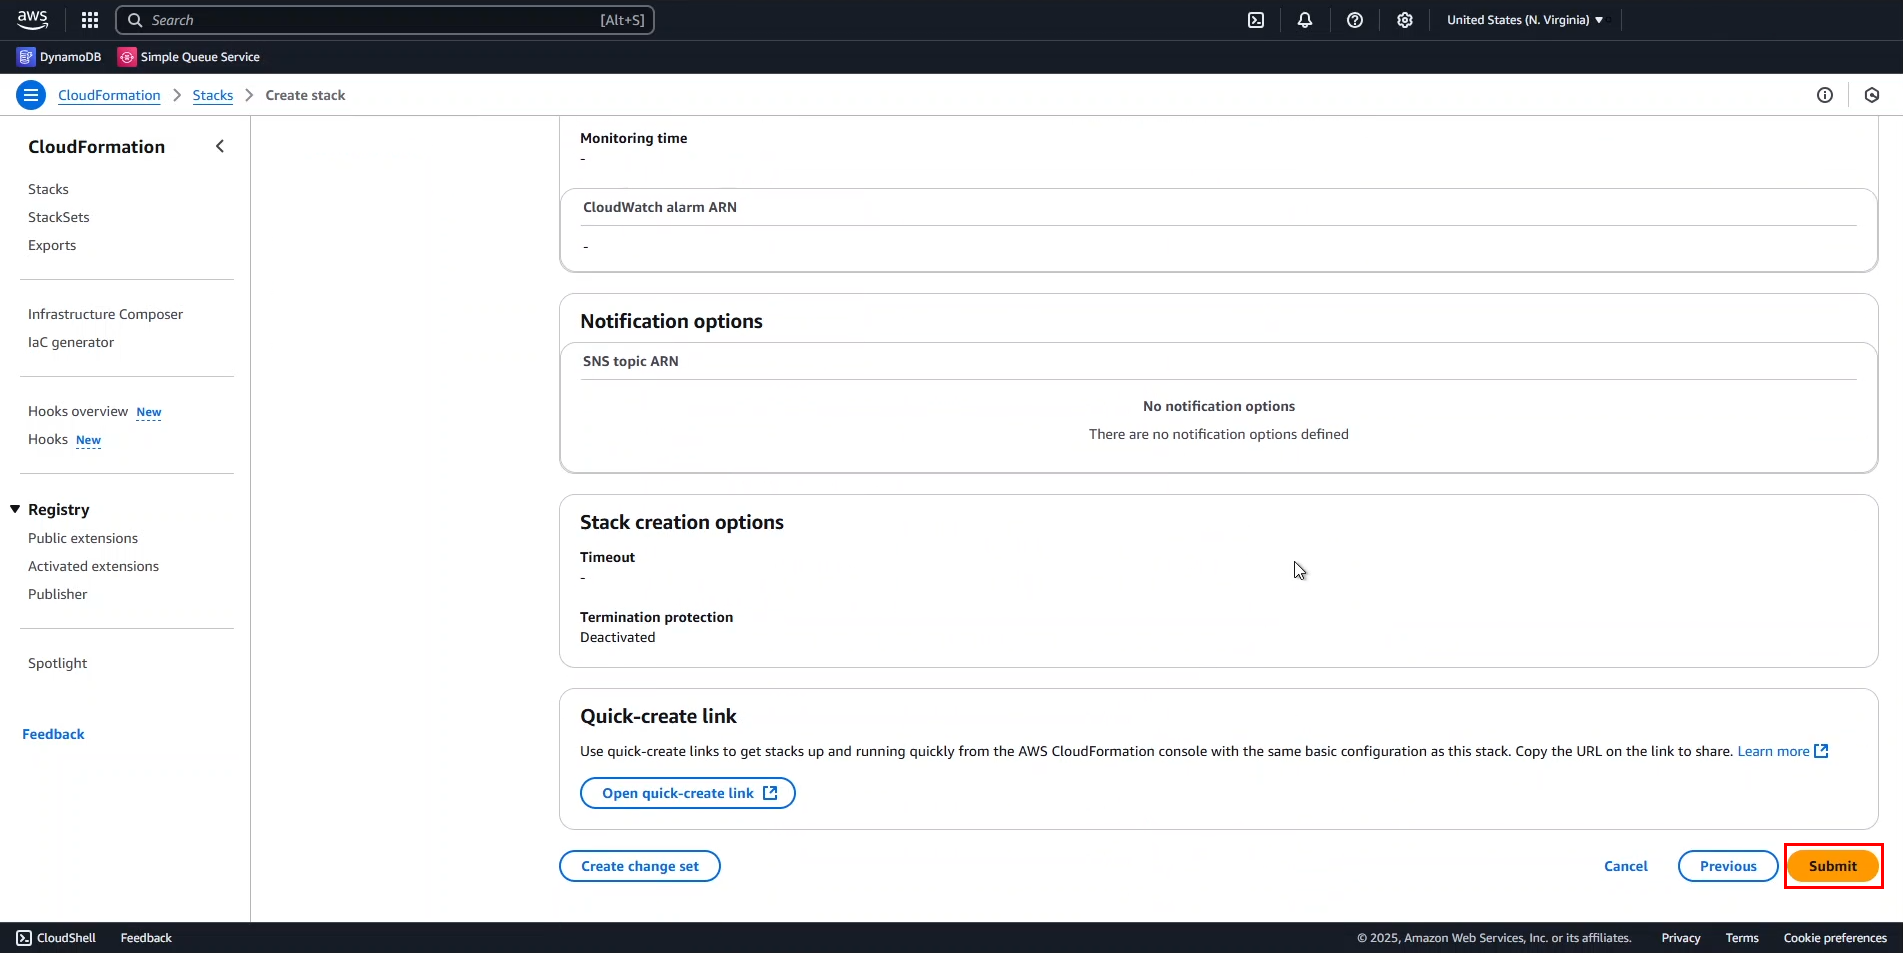 aws
Search [Alt+S]
United States (N. Virginia)
DynamoDB
Simple Queue Service
CloudFormation
Stacks
Create stack
CloudFormation
Stacks
StackSets
Exports
Infrastructure Composer
IaC generator
Hooks overview New
Hooks New
Registry
Public extensions
Activated extensions
Publisher
Spotlight
Feedback
Monitoring time
-
CloudWatch alarm ARN
-
Notification options
SNS topic ARN
No notification options
There are no notification options defined
Stack creation options
Timeout
-
Termination protection
Deactivated
Quick-create link
Use quick-create links to get stacks up and running quickly from the AWS CloudFormation console with the same basic configuration as this stack. Copy the URL on the link to share. Learn more
Open quick-create link
Create change set
Cancel
Previous
Submit
CloudShell
Feedback
© 2025, Amazon Web Services, Inc. or its affiliates.
Privacy
Terms
Cookie preferences